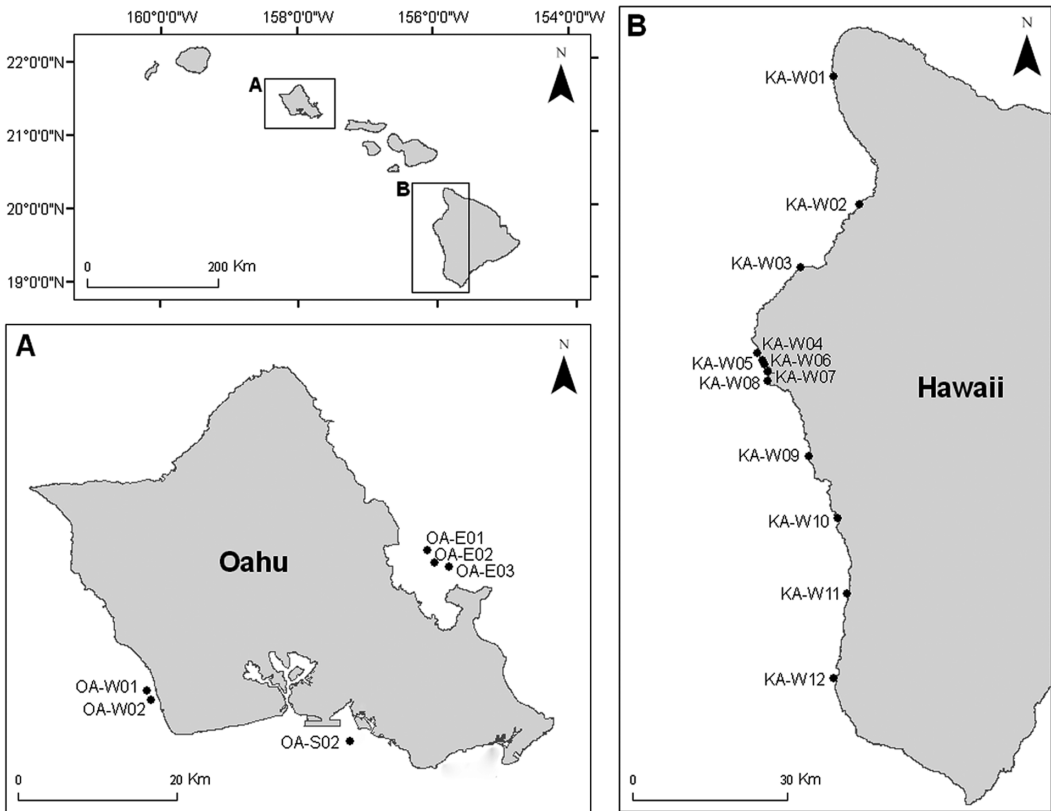 160°0'0"W 158°0'0"W 156°0'0"W 154°0'0"W
22°0'0"N
21°0'0"N
20°0'0"N
19°0'0"N
N
A
B
0 200 Km
A
N
Oahu
OA-E01
OA-E02
OA-E03
OA-W01
OA-W02
OA-S02
0 20 Km
B
N
KA-W01
KA-W02
KA-W03
KA-W04
KA-W05 KA-W06
KA-W08 KA-W07
Hawaii
KA-W09
KA-W10
KA-W11
KA-W12
0 30 Km